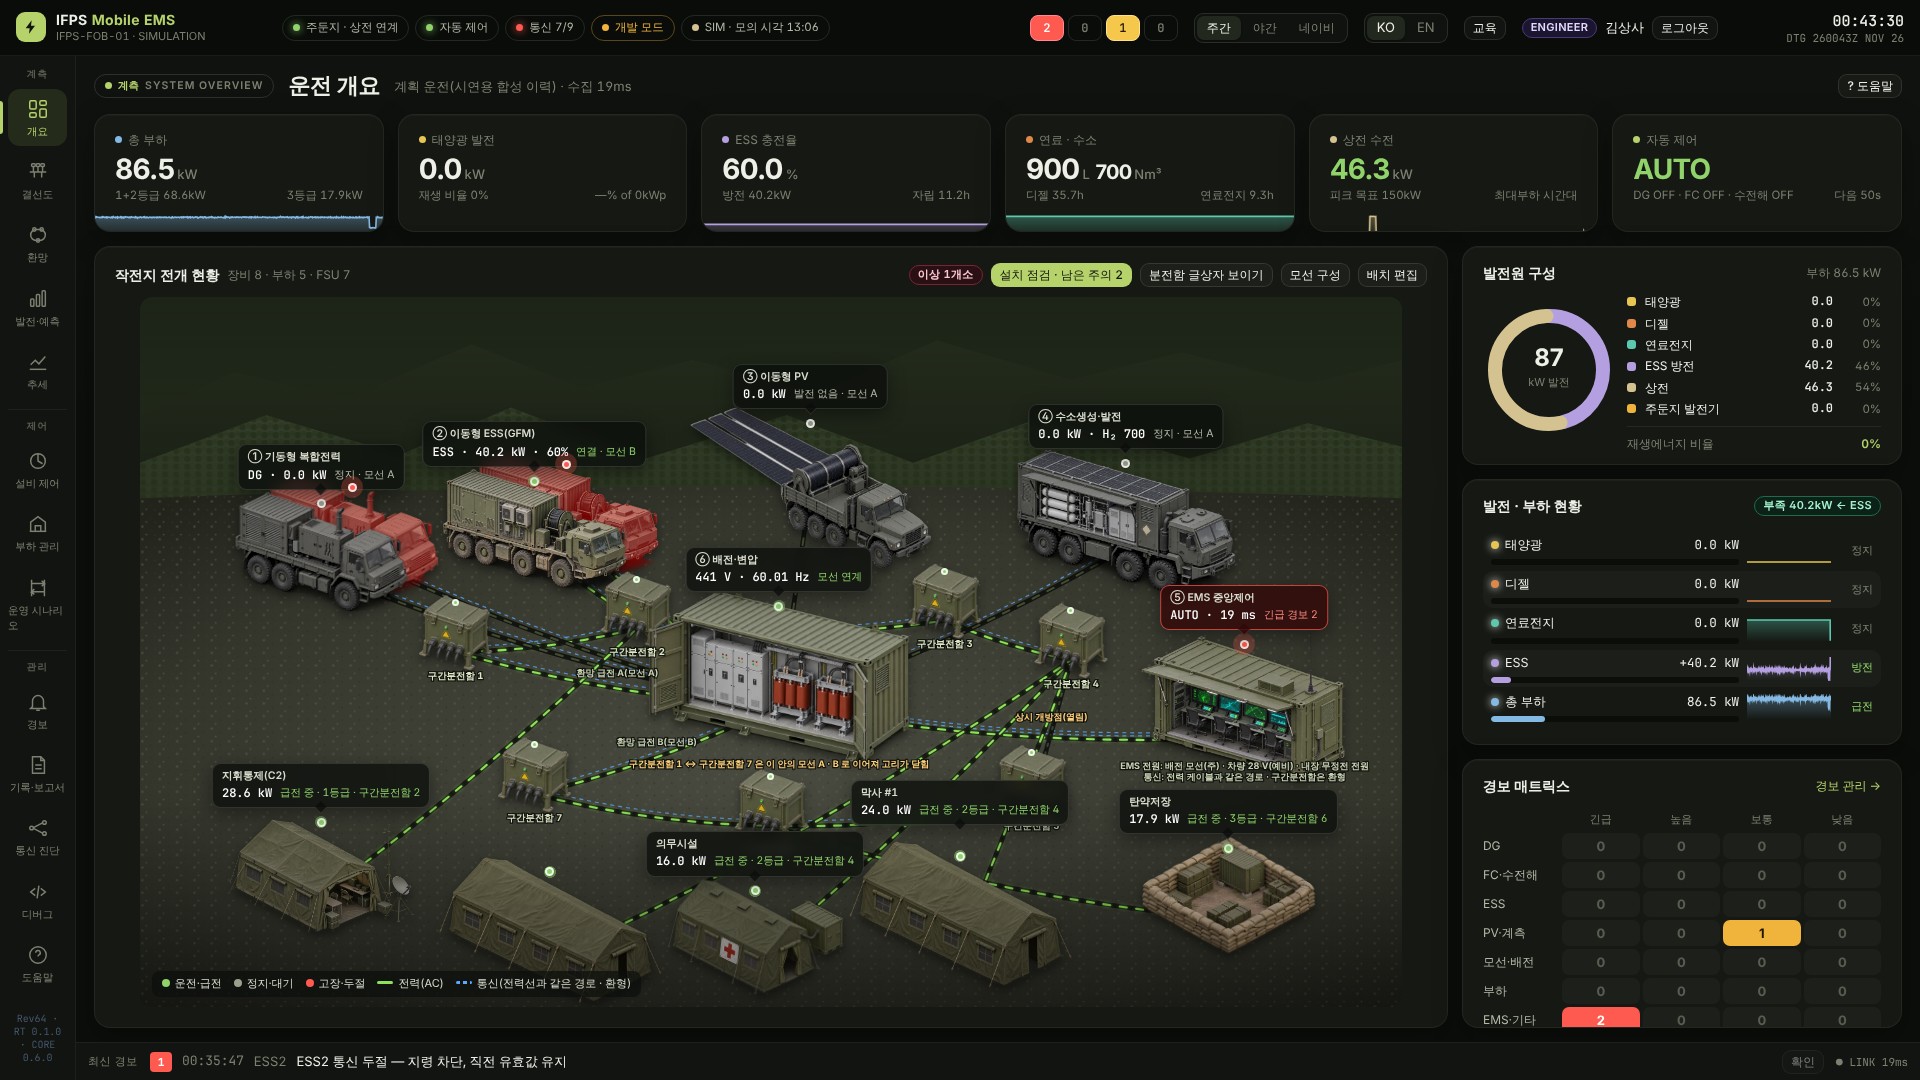 IFPS Mobile EMS
IFPS-FOB-01 · SIMULATION
주둔지 · 상전 연계
자동 제어
통신 7/9
개발 모드
SIM · 모의 시각 13:06
2
0
1
0
주간 야간 네이비
KO EN
교육
ENGINEER 김상사 로그아웃
00:43:30
DTG 260043Z NOV 26
계측
개요
결선도
환망
발전·예측
추세
제어
설비 제어
부하 관리
운영 시나리오
관리
경보
기록·보고서
통신 진단
디버그
도움말
Rev64 · RT 0.1.0 · CORE 0.6.0
계측 SYSTEM OVERVIEW
운전 개요
계획 운전(시연용 합성 이력) · 수집 19ms
? 도움말
총 부하
86.5 kW
1+2등급 68.6kW 3등급 17.9kW
태양광 발전
0.0 kW
재생 비율 0% —% of 0kWp
ESS 충전율
60.0 %
방전 40.2kW 자립 11.2h
연료 · 수소
900 L 700 Nm³
디젤 35.7h 연료전지 9.3h
상전 수전
46.3 kW
피크 목표 150kW 최대부하 시간대
자동 제어
AUTO
DG OFF · FC OFF · 수전해 OFF 다음 50s
작전지 전개 현황 장비 8 · 부하 5 · FSU 7
이상 1개소
설치 점검 · 남은 주의 2
분전함 글상자 보이기
모선 구성
배치 편집
③ 이동형 PV
0.0 kW 발전 없음 · 모선 A
④ 수소생성·발전
0.0 kW · H₂ 700 정지 · 모선 A
② 이동형 ESS(GFM)
ESS · 40.2 kW · 60% 연결 · 모선 B
① 기동형 복합전력
DG · 0.0 kW 정지 · 모선 A
⑥ 배전·변압
441 V · 60.01 Hz 모선 연계
⑤ EMS 중앙제어
AUTO · 19 ms 긴급 경보 2
구간분전함 1
구간분전함 2
구간분전함 3
구간분전함 4
환망 급전 A(모선 A)
상시 개방점(열림)
환망 급전 B(모선 B)
구간분전함 1 ↔ 구간분전함 7 은 이 안의 모선 A · B 로 이어져 고리가 닫힘
EMS 전원: 배전 모선(주) · 차량 28 V(예비) · 내장 무정전 전원
통신: 전력 케이블과 같은 경로 · 구간분전함은 환형
구간분전함 7
지휘통제(C2)
28.6 kW 급전 중 · 1등급 · 구간분전함 2
막사 #1
24.0 kW 급전 중 · 2등급 · 구간분전함 4
탄약저장
17.9 kW 급전 중 · 3등급 · 구간분전함 6
의무시설
16.0 kW 급전 중 · 2등급 · 구간분전함 4
운전·급전
정지·대기
고장·두절
전력(AC)
통신(전력선과 같은 경로 · 환형)
발전원 구성 부하 86.5 kW
87
kW 발전
태양광 0.0 0%
디젤 0.0 0%
연료전지 0.0 0%
ESS 방전 40.2 46%
상전 46.3 54%
주둔지 발전기 0.0 0%
재생에너지 비율 0%
발전 · 부하 현황 부족 40.2kW ← ESS
태양광 0.0 kW 정지
디젤 0.0 kW 정지
연료전지 0.0 kW 정지
ESS +40.2 kW 방전
총 부하 86.5 kW 급전
경보 매트릭스 경보 관리 →
긴급 높음 보통 낮음
DG 0 0 0 0
FC·수전해 0 0 0 0
ESS 0 0 0 0
PV·계측 0 0 1 0
모선·배전 0 0 0 0
부하 0 0 0 0
EMS·기타 2 0 0 0
최신 경보 1 00:35:47 ESS2 ESS2 통신 두절 — 지령 차단, 직전 유효값 유지
확인
LINK 19ms